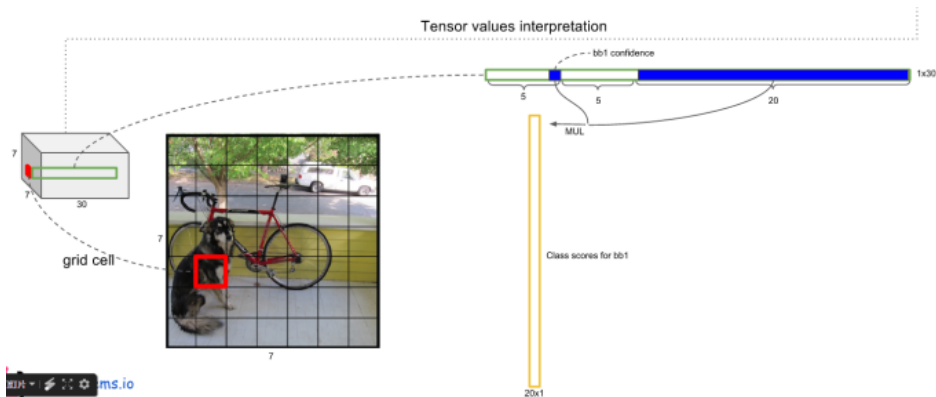 Tensor values interpretation
bb1 confidence
1x30
5
5
20
MUL
7
7
30
7
grid cell
Class scores for bb1
7
ms.io
20x1